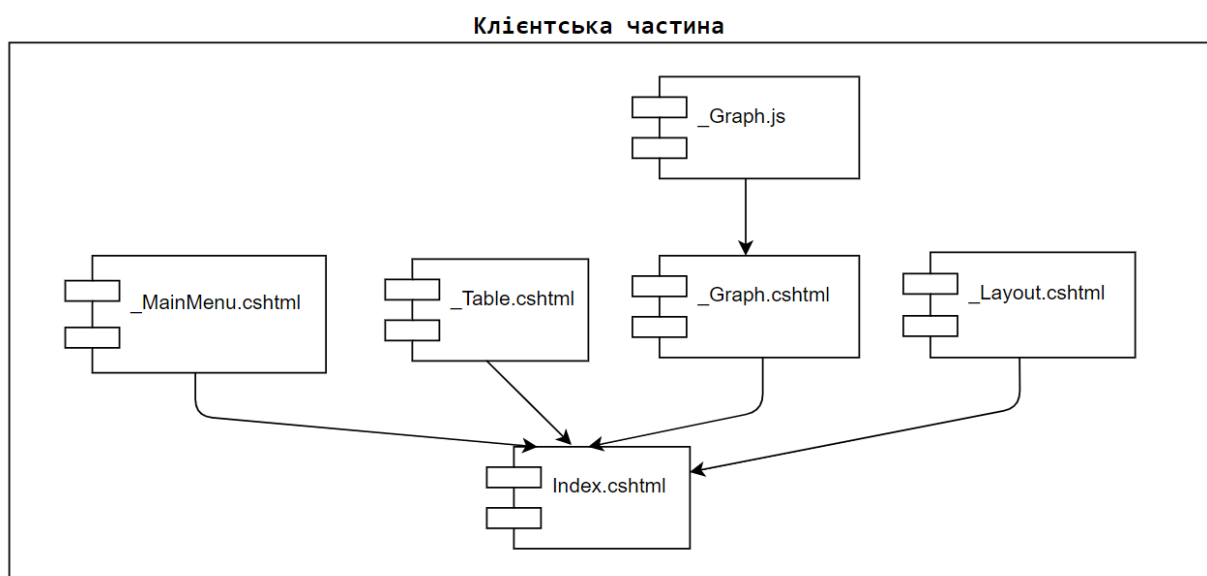 Клієнтська частина
_Graph.js
_MainMenu.cshtml
_Table.cshtml
_Graph.cshtml
_Layout.cshtml
Index.cshtml